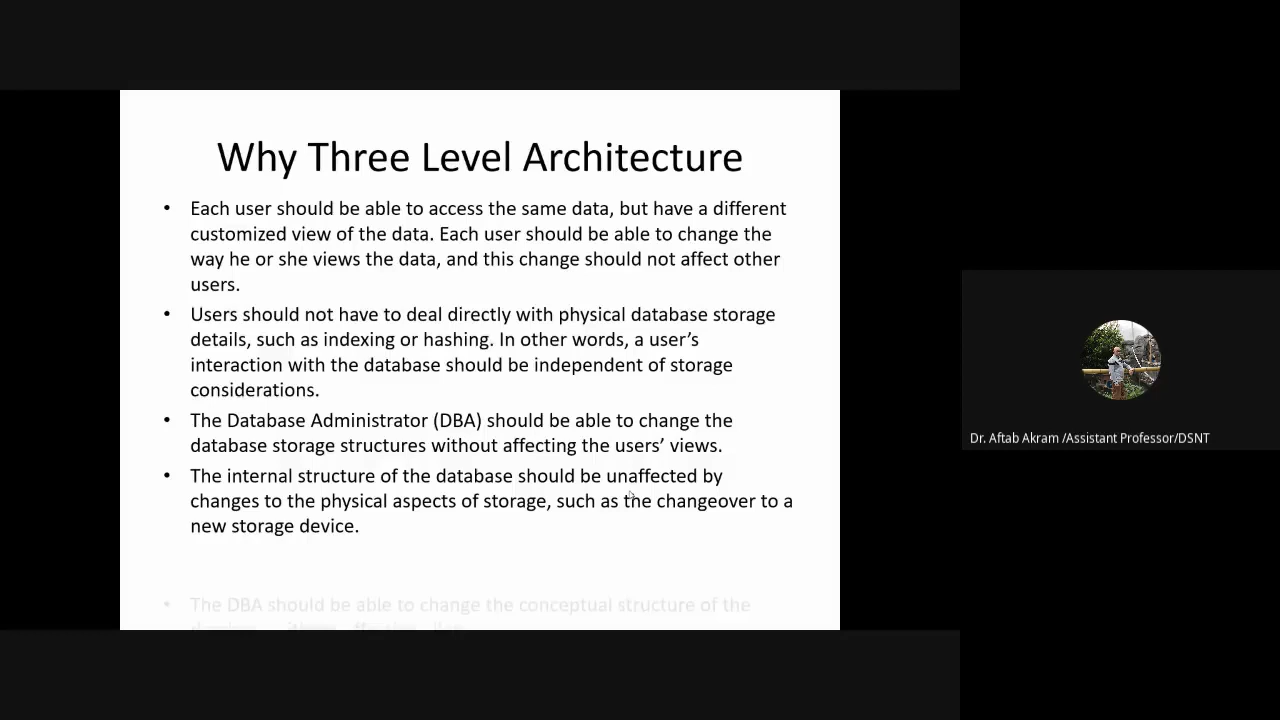 Why Three Level Architecture
• Each user should be able to access the same data, but have a different
customized view of the data. Each user should be able to change the
way he or she views the data, and this change should not affect other
users.
• Users should not have to deal directly with physical database storage
details, such as indexing or hashing. In other words, a user’s
interaction with the database should be independent of storage
considerations.
• The Database Administrator (DBA) should be able to change the
database storage structures without affecting the users’ views.
• The internal structure of the database should be unaffected by
changes to the physical aspects of storage, such as the changeover to a
new storage device.
• The DBA should be able to change the conceptual structure of the
Dr. Aftab Akram /Assistant Professor/DSNT